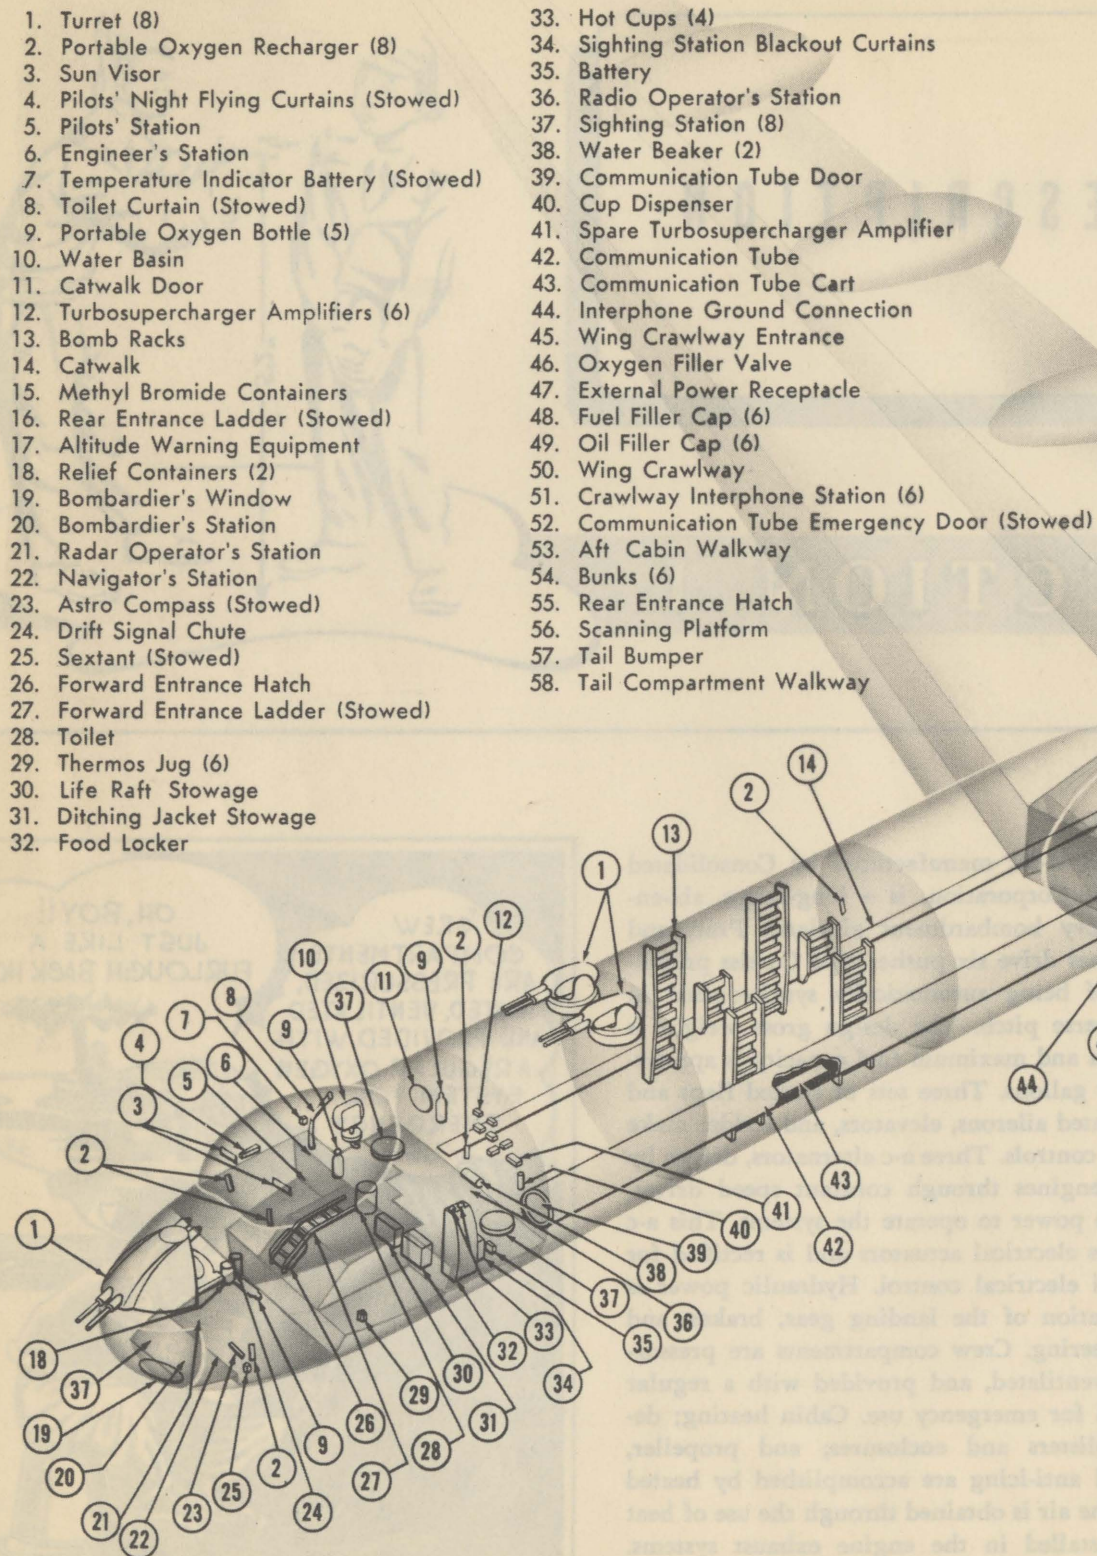 1. Turret (8)
2. Portable Oxygen Recharger (8)
3. Sun Visor
4. Pilots' Night Flying Curtains (Stowed)
5. Pilots' Station
6. Engineer's Station
7. Temperature Indicator Battery (Stowed)
8. Toilet Curtain (Stowed)
9. Portable Oxygen Bottle (5)
10. Water Basin
11. Catwalk Door
12. Turbosupercharger Amplifiers (6)
13. Bomb Racks
14. Catwalk
15. Methyl Bromide Containers
16. Rear Entrance Ladder (Stowed)
17. Altitude Warning Equipment
18. Relief Containers (2)
19. Bombardier's Window
20. Bombardier's Station
21. Radar Operator's Station
22. Navigator's Station
23. Astro Compass (Stowed)
24. Drift Signal Chute
25. Sextant (Stowed)
26. Forward Entrance Hatch
27. Forward Entrance Ladder (Stowed)
28. Toilet
29. Thermos Jug (6)
30. Life Raft Stowage
31. Ditching Jacket Stowage
32. Food Locker
33. Hot Cups (4)
34. Sighting Station Blackout Curtains
35. Battery
36. Radio Operator's Station
37. Sighting Station (8)
38. Water Beaker (2)
39. Communication Tube Door
40. Cup Dispenser
41. Spare Turbosupercharger Amplifier
42. Communication Tube
43. Communication Tube Cart
44. Interphone Ground Connection
45. Wing Crawlway Entrance
46. Oxygen Filler Valve
47. External Power Receptacle
48. Fuel Filler Cap (6)
49. Oil Filler Cap (6)
50. Wing Crawlway
51. Crawlway Interphone Station (6)
52. Communication Tube Emergency Door (Stowed)
53. Aft Cabin Walkway
54. Bunks (6)
55. Rear Entrance Hatch
56. Scanning Platform
57. Tail Bumper
58. Tail Compartment Walkway
14
2
13
1
12
2
9
11
37
10
9
8
7
6
5
4
3
2
1
44
43
42
41
40
39
38
37
36
35
34
33
32
31
30
29
28
27
26
18
37
19
20
21
22
23
25
2
24
9